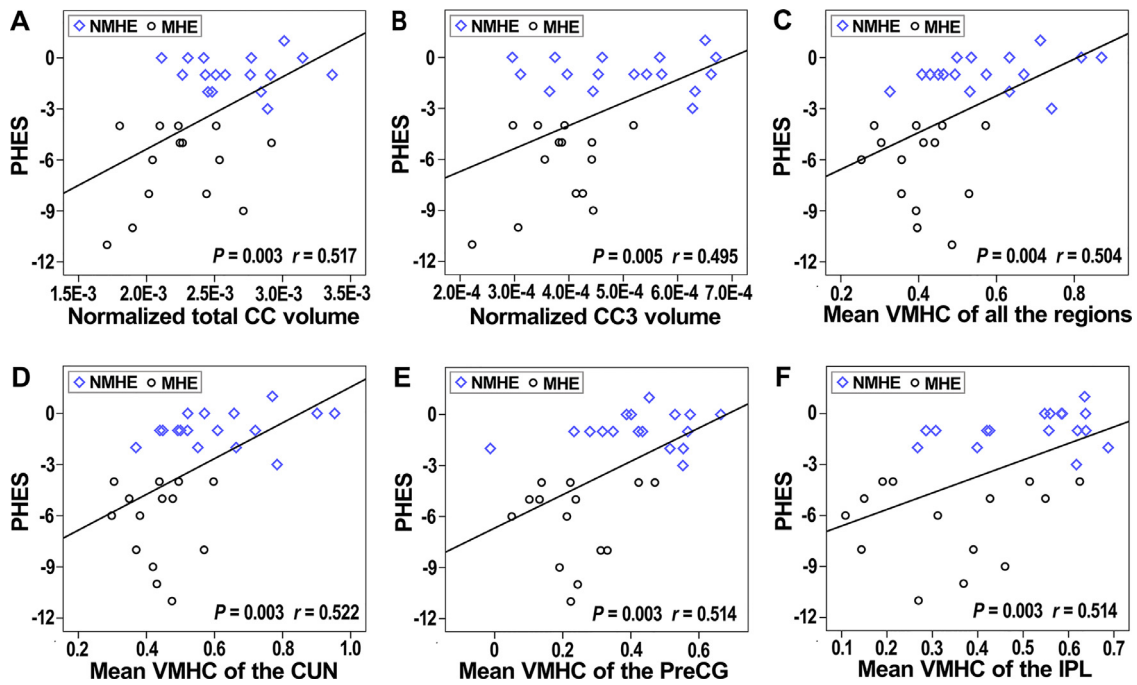 A
NMHE MHE
0
-3
-6
-9
-12
PHES
P = 0.003 r = 0.517
1.5E-3 2.0E-3 2.5E-3 3.0E-3 3.5E-3
Normalized total CC volume
B
NMHE MHE
0
-3
-6
-9
-12
PHES
P = 0.005 r = 0.495
2.0E-4 3.0E-4 4.0E-4 5.0E-4 6.0E-4 7.0E-4
Normalized CC3 volume
C
NMHE MHE
0
-3
-6
-9
-12
PHES
P = 0.004 r = 0.504
0.2 0.4 0.6 0.8
Mean VMHC of all the regions
D
NMHE MHE
0
-3
-6
-9
-12
PHES
P = 0.003 r = 0.522
0.2 0.4 0.6 0.8 1.0
Mean VMHC of the CUN
E
NMHE MHE
0
-3
-6
-9
-12
PHES
P = 0.003 r = 0.514
0 0.2 0.4 0.6
Mean VMHC of the PreCG
F
NMHE MHE
0
-3
-6
-9
-12
PHES
P = 0.003 r = 0.514
0.1 0.2 0.3 0.4 0.5 0.6 0.7
Mean VMHC of the IPL